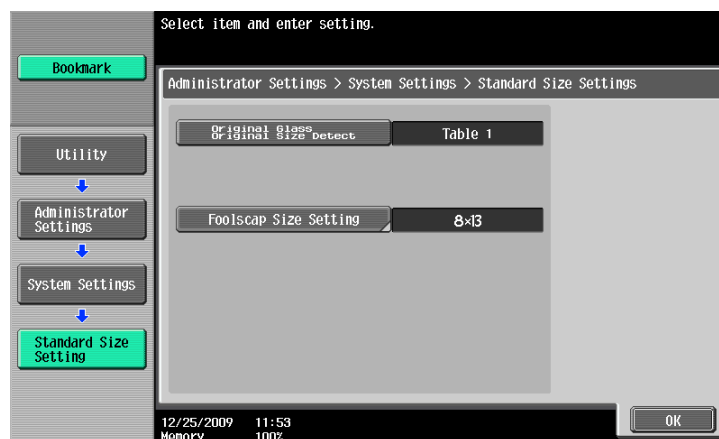 Select item and enter setting.
Bookmark
Administrator Settings > System Settings > Standard Size Settings
Original Glass
Original Size Detect
Table 1
Utility
Administrator
Settings
Foolscap Size Setting
8×13
System Settings
Standard Size
Setting
12/25/2009 11:53
Memory 100%
OK